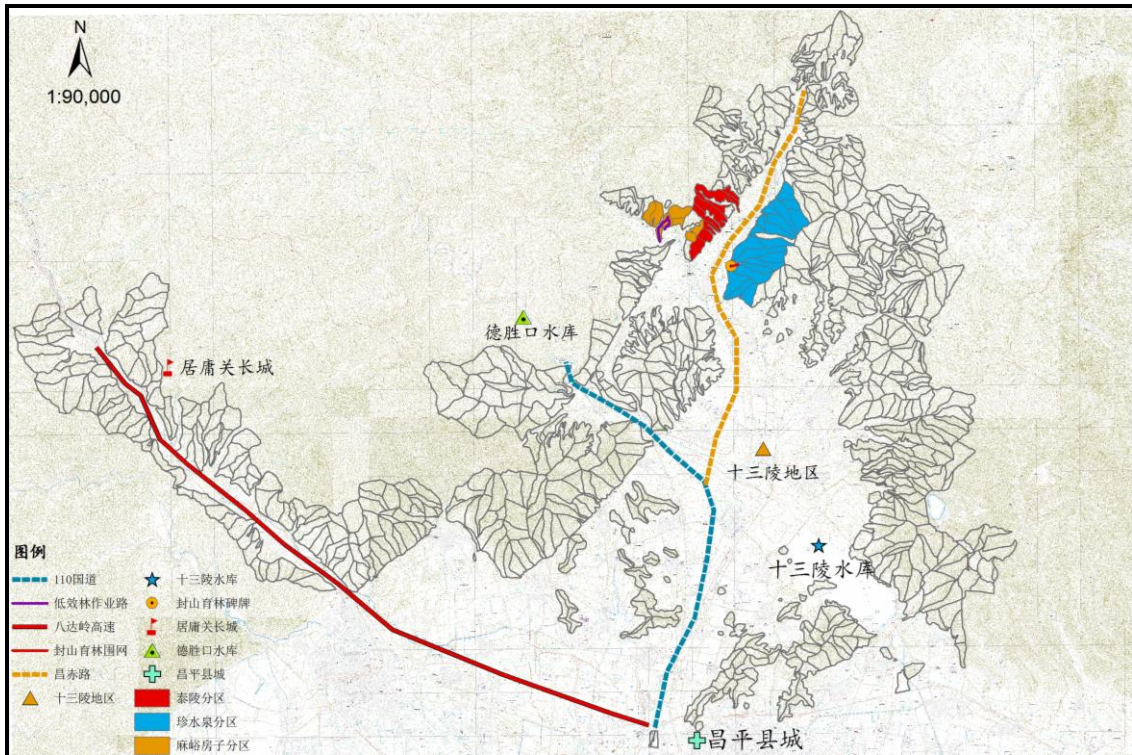 N
1:90,000
德胜口水库
居庸关长城
十三陵地区
十三陵水库
昌平县城
图例
110国道
十三陵水库
低效林作业路
封山育林碑牌
八达岭高速
居庸关长城
封山育林围网
德胜口水库
昌赤路
昌平县城
十三陵地区
泰陵分区
珍水泉分区
麻峪房子分区